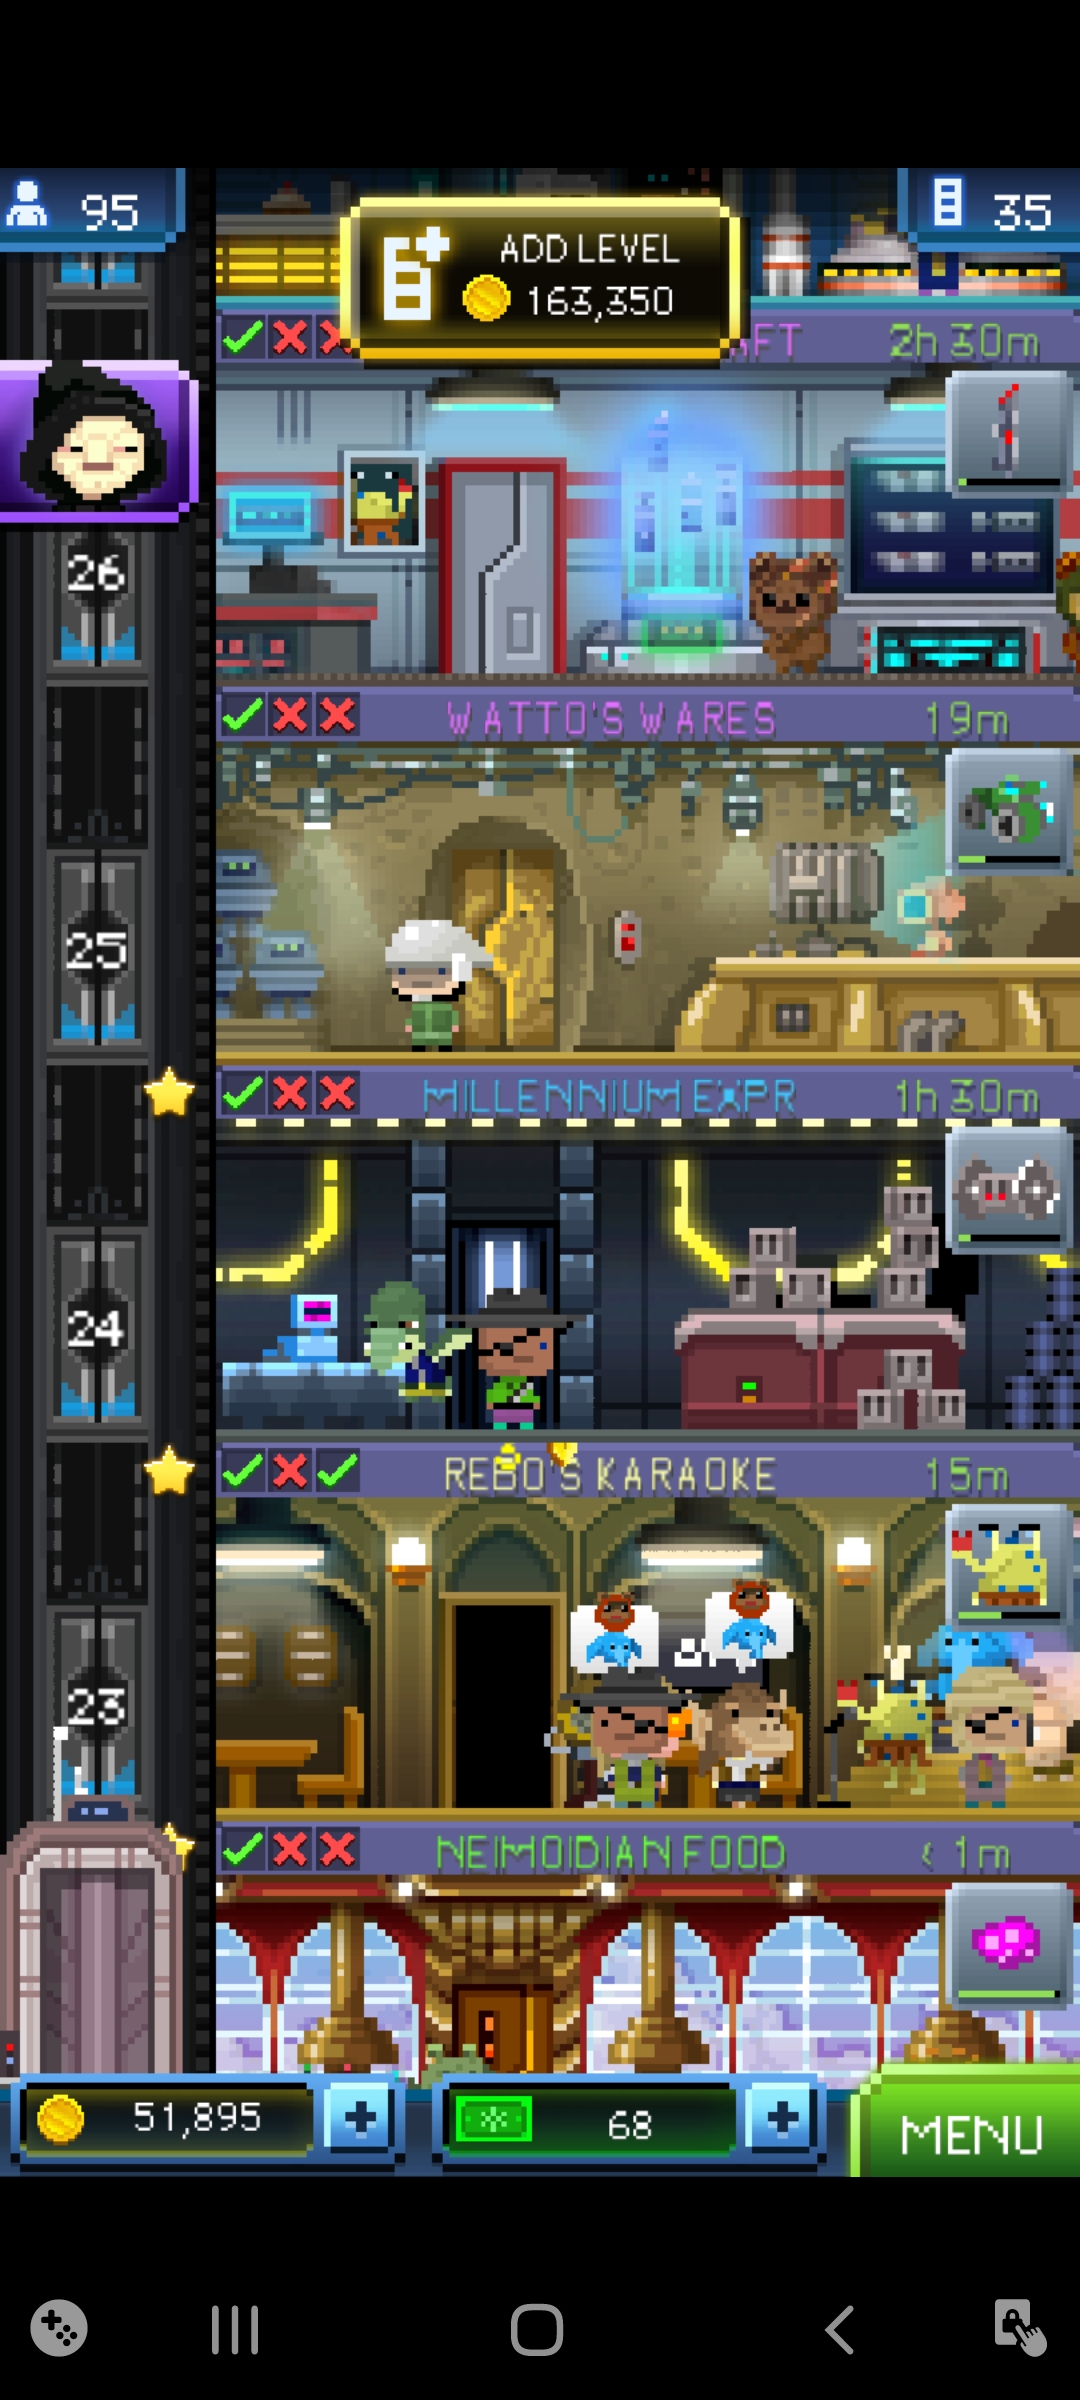 95
35
ADD LEVEL
163,350
AFT 2h 30m
26
WATTO'S WARES 19m
25
MILLENNIUM EXPR 1h 30m
24
REBO'S KARAOKE 15m
23
NEIMOIDIAN FOOD < 1m
51,895
68
MENU